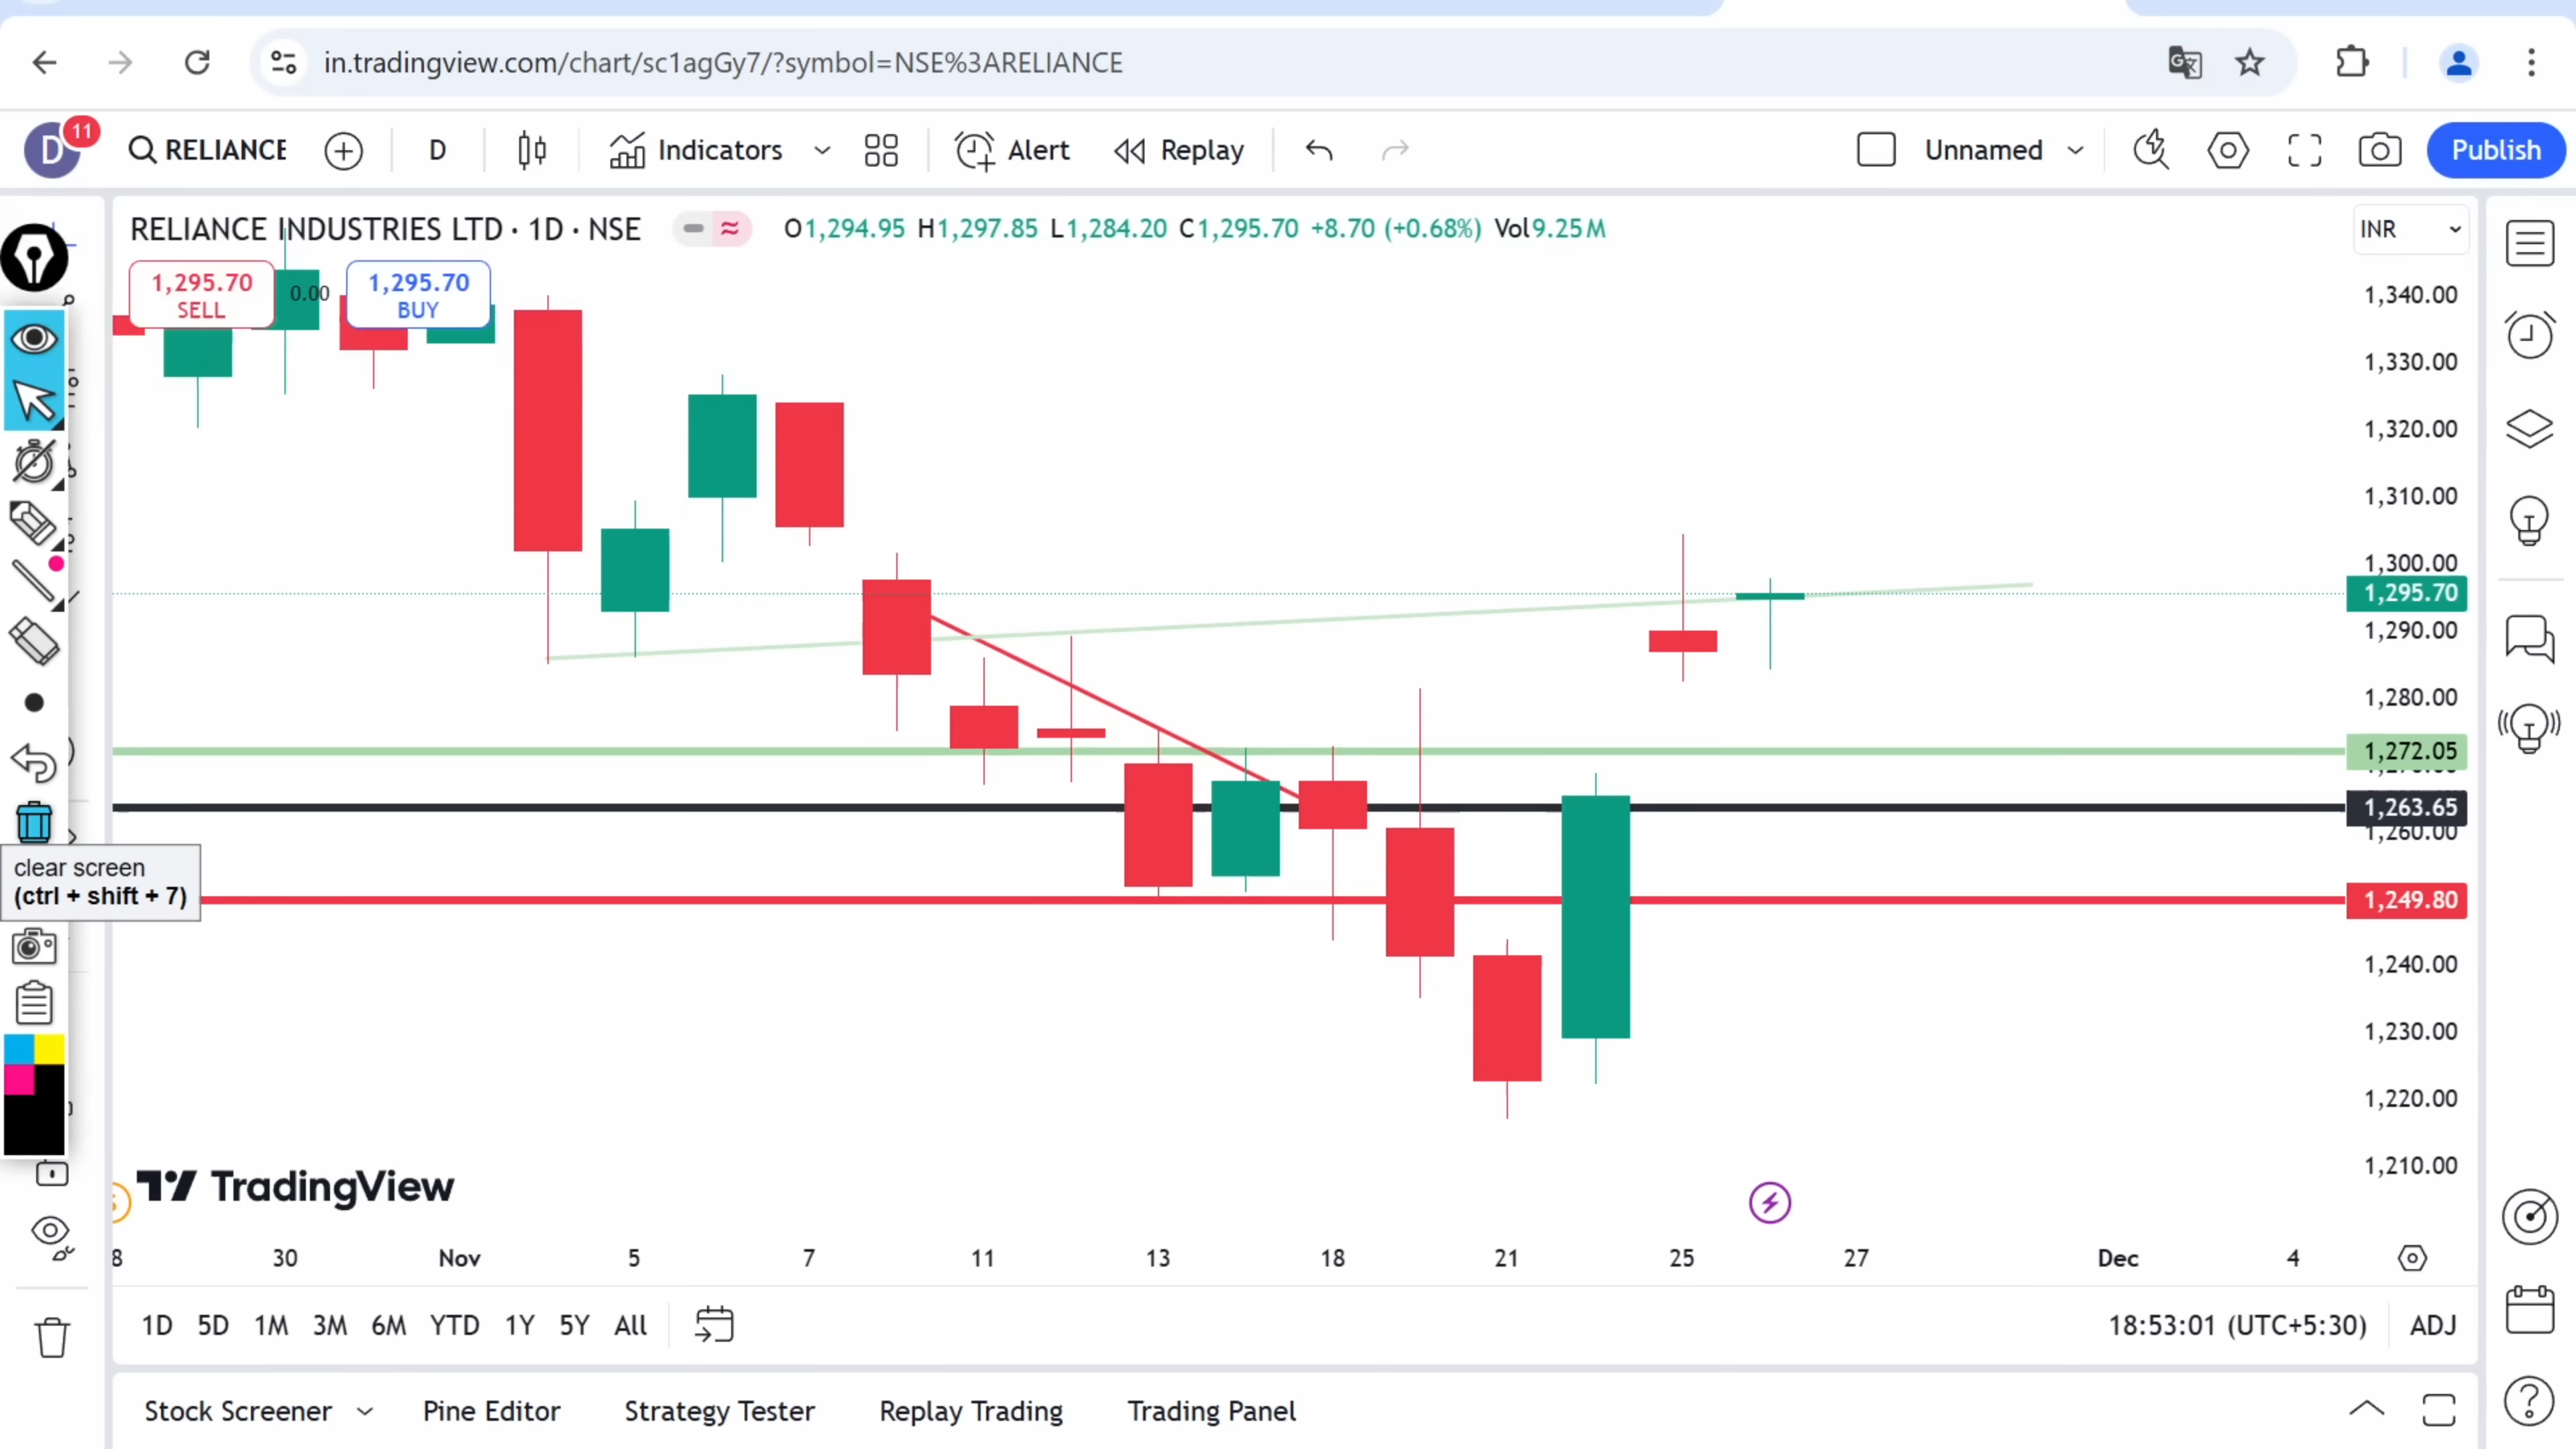 in.tradingview.com/chart/sc1agGy7/?symbol=NSE%3ARELIANCE
D 11 RELIANCE D Indicators Alert Replay Unnamed Publish
RELIANCE INDUSTRIES LTD · 1D · NSE O1,294.95 H1,297.85 L1,284.20 C1,295.70 +8.70 (+0.68%) Vol9.25M INR
1,295.70 SELL
0.00
1,295.70 BUY
1,340.00
1,330.00
1,320.00
1,310.00
1,300.00
1,295.70
1,290.00
1,280.00
1,272.05
1,263.65
1,260.00
1,249.80
1,240.00
1,230.00
1,220.00
1,210.00
clear screen
(ctrl + shift + 7)
TradingView
8 30 Nov 5 7 11 13 18 21 25 27 Dec 4
1D 5D 1M 3M 6M YTD 1Y 5Y All 18:53:01 (UTC+5:30) ADJ
Stock Screener Pine Editor Strategy Tester Replay Trading Trading Panel